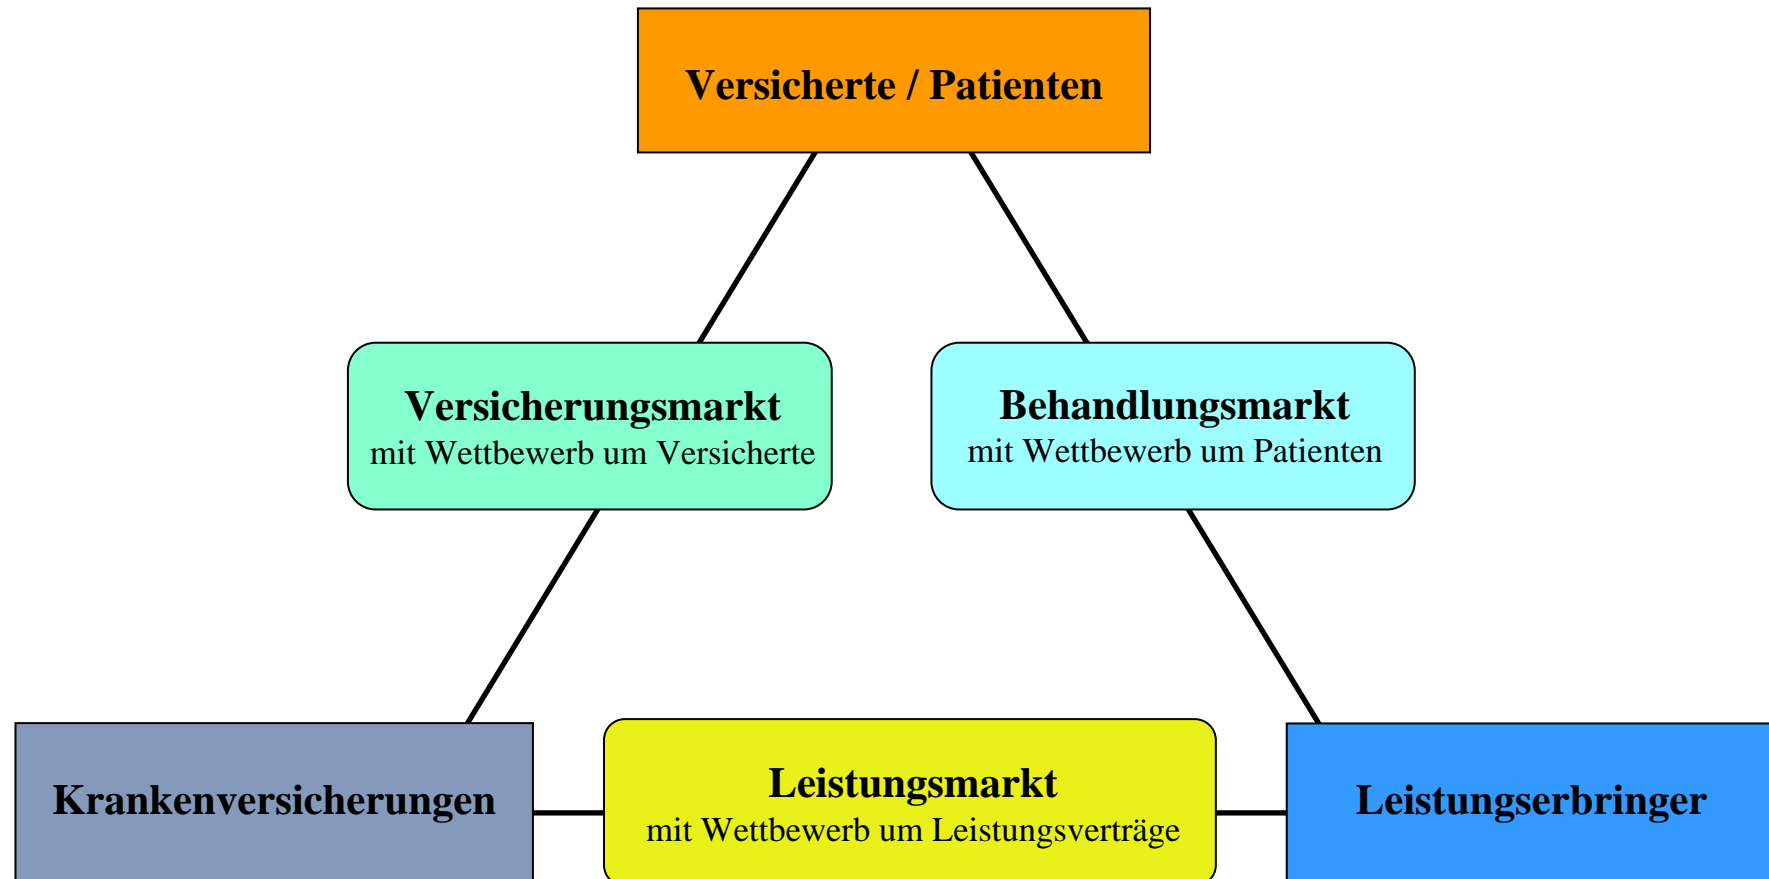 Versicherte / Patienten
Versicherungsmarkt
mit Wettbewerb um Versicherte
Behandlungsmarkt
mit Wettbewerb um Patienten
Krankenversicherungen
Leistungsmarkt
mit Wettbewerb um Leistungsverträge
Leistungserbringer